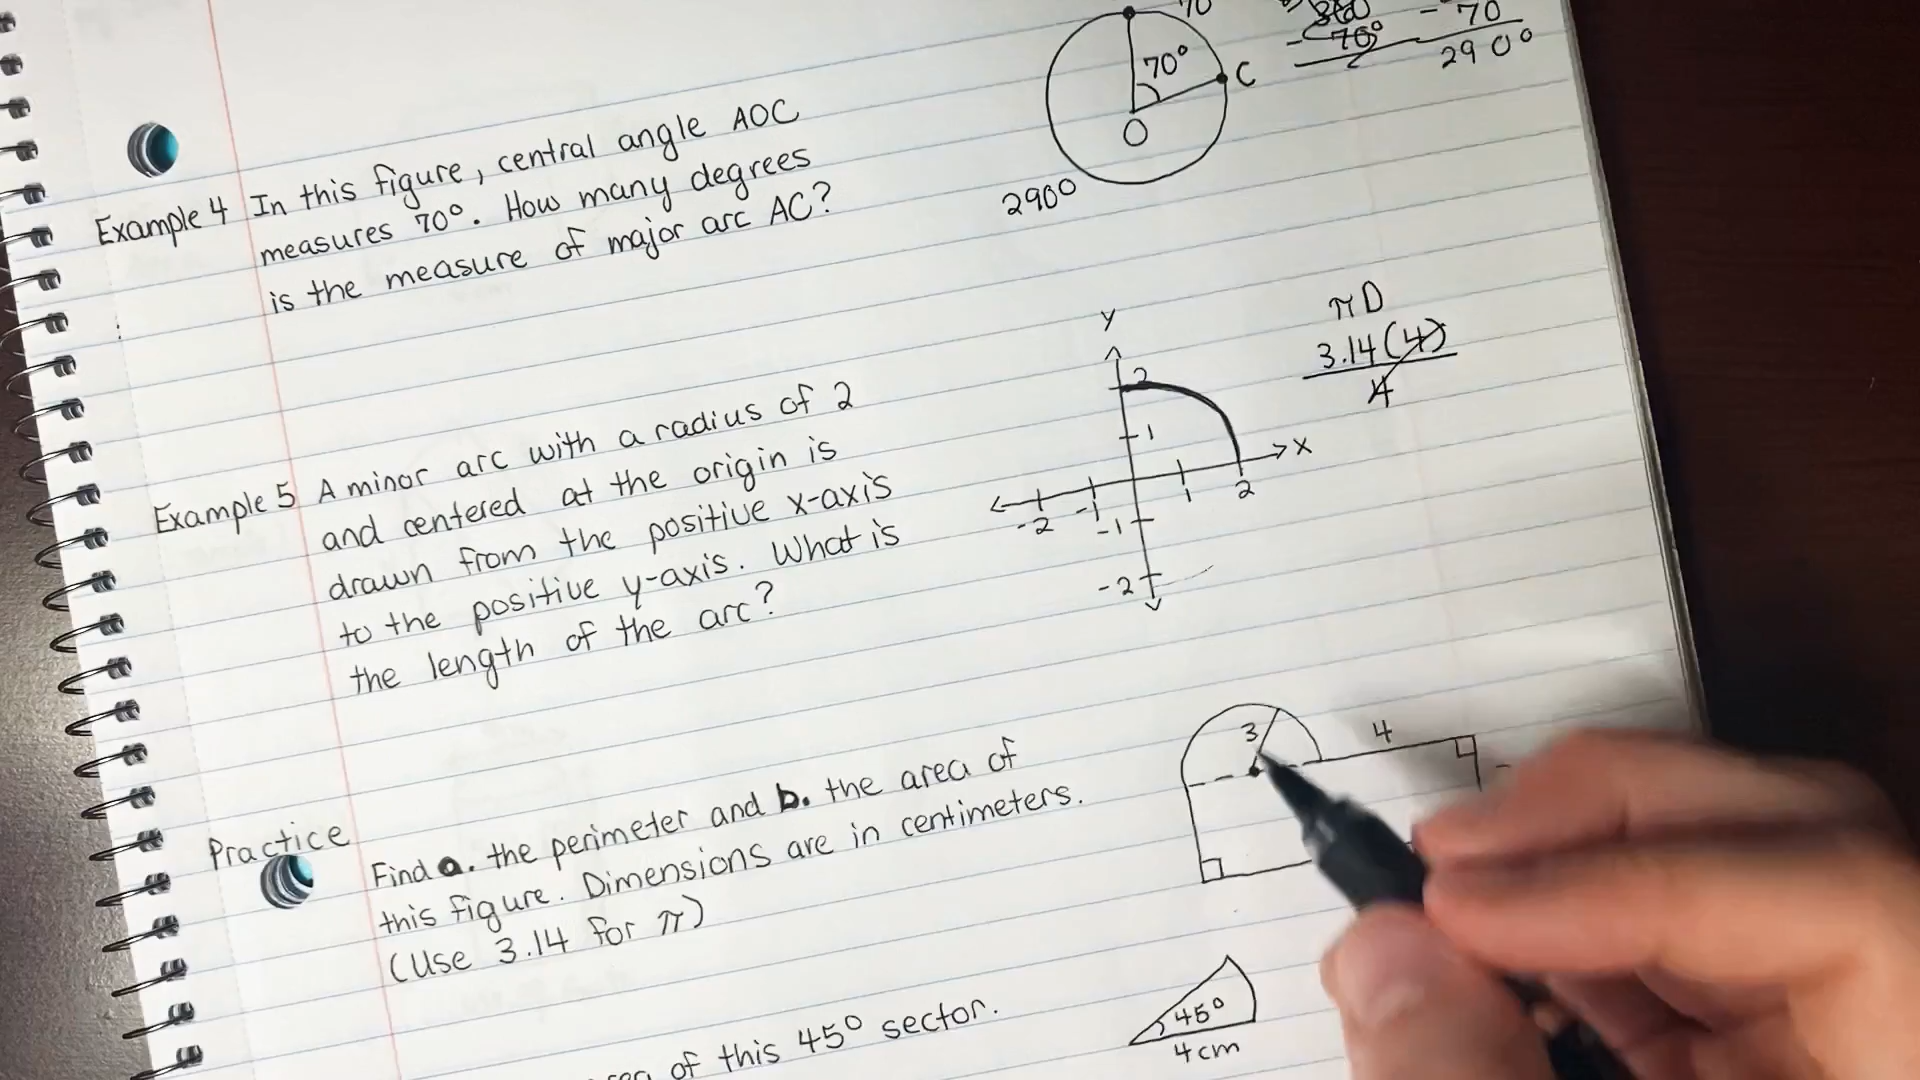 70
360
70°
- 70
290°
70°
C
O
290°
Example 4 In this figure, central angle AOC
measures 70°. How many degrees
is the measure of major arc AC?
πD
3.14(4)
4
y
2
1
x
-2 -1 1 2
-1
-2
Example 5 A minor arc with a radius of 2
and centered at the origin is
drawn from the positive x-axis
to the positive y-axis. What is
the length of the arc?
3
4
Practice Find a. the perimeter and b. the area of
this figure. Dimensions are in centimeters.
(Use 3.14 for π)
of this 45° sector.
45°
4cm